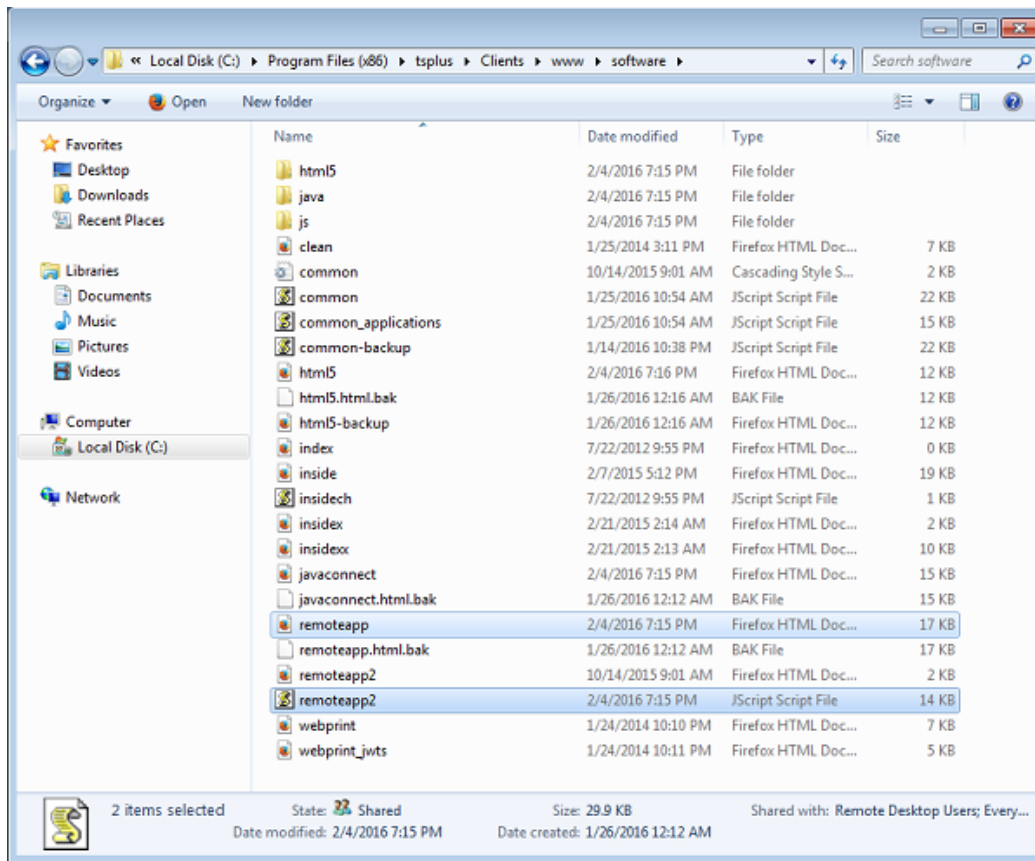 « Local Disk (C:) ▸ Program Files (x86) ▸ tsplus ▸ Clients ▸ www ▸ software ▸ Search software
Organize Open New folder
Name Date modified Type Size
Favorites
Desktop
Downloads
Recent Places
Libraries
Documents
Music
Pictures
Videos
Computer
Local Disk (C:)
Network
html5 2/4/2016 7:15 PM File folder
java 2/4/2016 7:15 PM File folder
js 2/4/2016 7:15 PM File folder
clean 1/25/2014 3:11 PM Firefox HTML Doc... 7 KB
common 10/14/2015 9:01 AM Cascading Style S... 2 KB
common 1/25/2016 10:54 AM JScript Script File 22 KB
common_applications 1/25/2016 10:54 AM JScript Script File 15 KB
common-backup 1/14/2016 10:38 PM JScript Script File 22 KB
html5 2/4/2016 7:16 PM Firefox HTML Doc... 12 KB
html5.html.bak 1/26/2016 12:16 AM BAK File 12 KB
html5-backup 1/26/2016 12:16 AM Firefox HTML Doc... 12 KB
index 7/22/2012 9:55 PM Firefox HTML Doc... 0 KB
inside 2/7/2015 5:12 PM Firefox HTML Doc... 19 KB
insidech 7/22/2012 9:55 PM JScript Script File 1 KB
insidex 2/21/2015 2:14 AM Firefox HTML Doc... 2 KB
insidexx 2/21/2015 2:13 AM Firefox HTML Doc... 10 KB
javaconnect 2/4/2016 7:15 PM Firefox HTML Doc... 15 KB
javaconnect.html.bak 1/26/2016 12:12 AM BAK File 15 KB
remoteapp 2/4/2016 7:15 PM Firefox HTML Doc... 17 KB
remoteapp.html.bak 1/26/2016 12:12 AM BAK File 17 KB
remoteapp2 10/14/2015 9:01 AM Firefox HTML Doc... 2 KB
remoteapp2 2/4/2016 7:15 PM JScript Script File 14 KB
webprint 1/24/2014 10:10 PM Firefox HTML Doc... 7 KB
webprint_jwts 1/24/2014 10:11 PM Firefox HTML Doc... 5 KB
2 items selected State: Shared Size: 29.9 KB Shared with: Remote Desktop Users; Every...
Date modified: 2/4/2016 7:15 PM Date created: 1/26/2016 12:12 AM